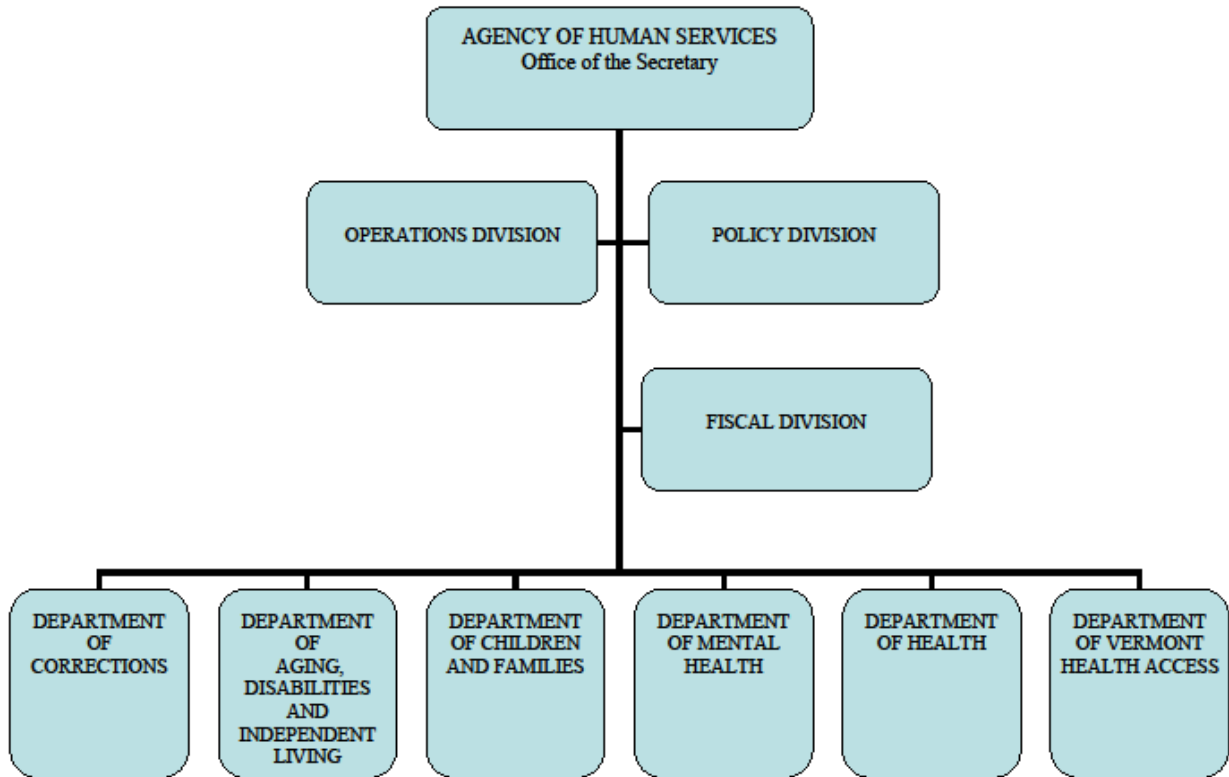 AGENCY OF HUMAN SERVICES
Office of the Secretary
OPERATIONS DIVISION
POLICY DIVISION
FISCAL DIVISION
DEPARTMENT
OF
CORRECTIONS
DEPARTMENT
OF
AGING,
DISABILITIES
AND
INDEPENDENT
LIVING
DEPARTMENT
OF CHILDREN
AND FAMILIES
DEPARTMENT
OF MENTAL
HEALTH
DEPARTMENT
OF HEALTH
DEPARTMENT
OF VERMONT
HEALTH ACCESS